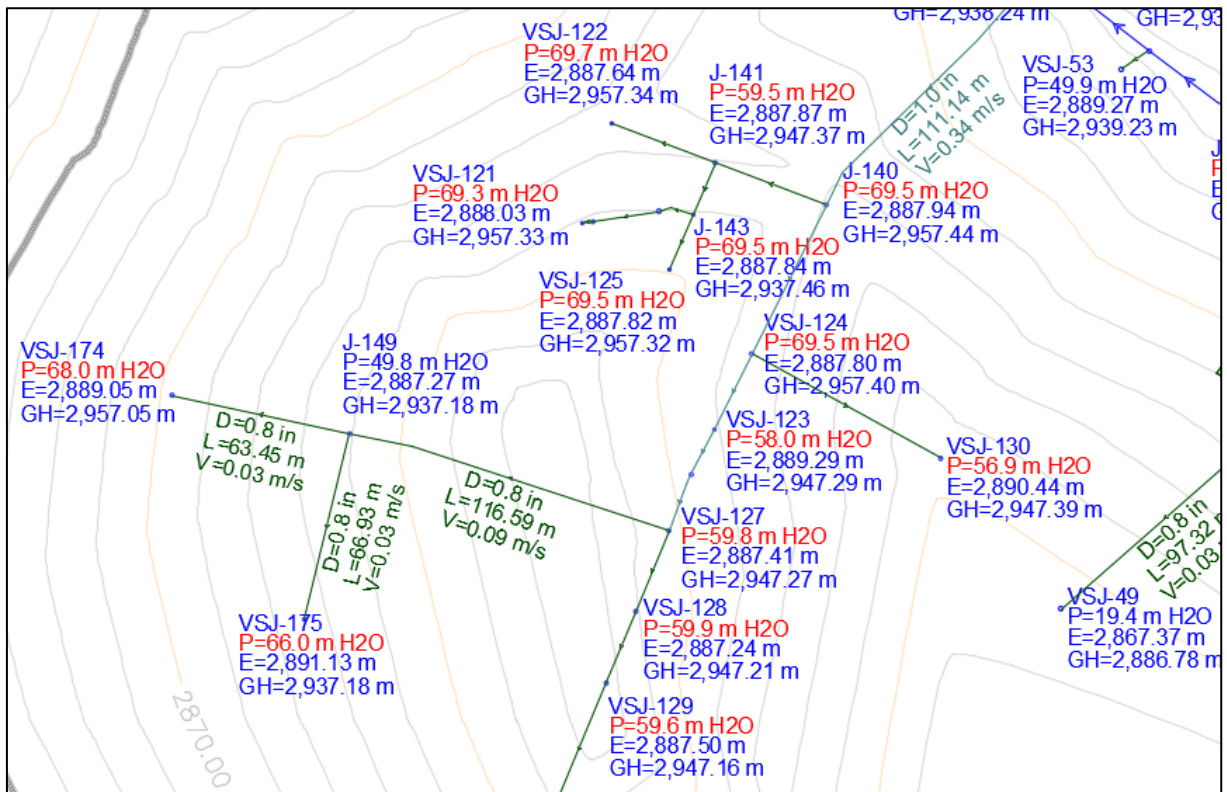 GH=2,938.24 m
GH=2,93
VSJ-122
P=69.7 m H2O
E=2,887.64 m
GH=2,957.34 m
J-141
P=59.5 m H2O
E=2,887.87 m
GH=2,947.37 m
D=1.0 in
L=111.14 m
V=0.34 m/s
VSJ-53
P=49.9 m H2O
E=2,889.27 m
GH=2,939.23 m
VSJ-121
P=69.3 m H2O
E=2,888.03 m
GH=2,957.33 m
J-140
P=69.5 m H2O
E=2,887.94 m
GH=2,957.44 m
J-143
P=69.5 m H2O
E=2,887.84 m
GH=2,937.46 m
VSJ-125
P=69.5 m H2O
E=2,887.82 m
GH=2,957.32 m
VSJ-124
P=69.5 m H2O
E=2,887.80 m
GH=2,957.40 m
VSJ-174
P=68.0 m H2O
E=2,889.05 m
GH=2,957.05 m
J-149
P=49.8 m H2O
E=2,887.27 m
GH=2,937.18 m
D=0.8 in
L=63.45 m
V=0.03 m/s
D=0.8 in
L=66.93 m
V=0.03 m/s
D=0.8 in
L=116.59 m
V=0.09 m/s
VSJ-123
P=58.0 m H2O
E=2,889.29 m
GH=2,947.29 m
VSJ-130
P=56.9 m H2O
E=2,890.44 m
GH=2,947.39 m
VSJ-127
P=59.8 m H2O
E=2,887.41 m
GH=2,947.27 m
D=0.8 in
L=97.32 m
V=0.03
VSJ-49
P=19.4 m H2O
E=2,867.37 m
GH=2,886.78 m
VSJ-128
P=59.9 m H2O
E=2,887.24 m
GH=2,947.21 m
VSJ-175
P=66.0 m H2O
E=2,891.13 m
GH=2,937.18 m
VSJ-129
P=59.6 m H2O
E=2,887.50 m
GH=2,947.16 m
2870.00